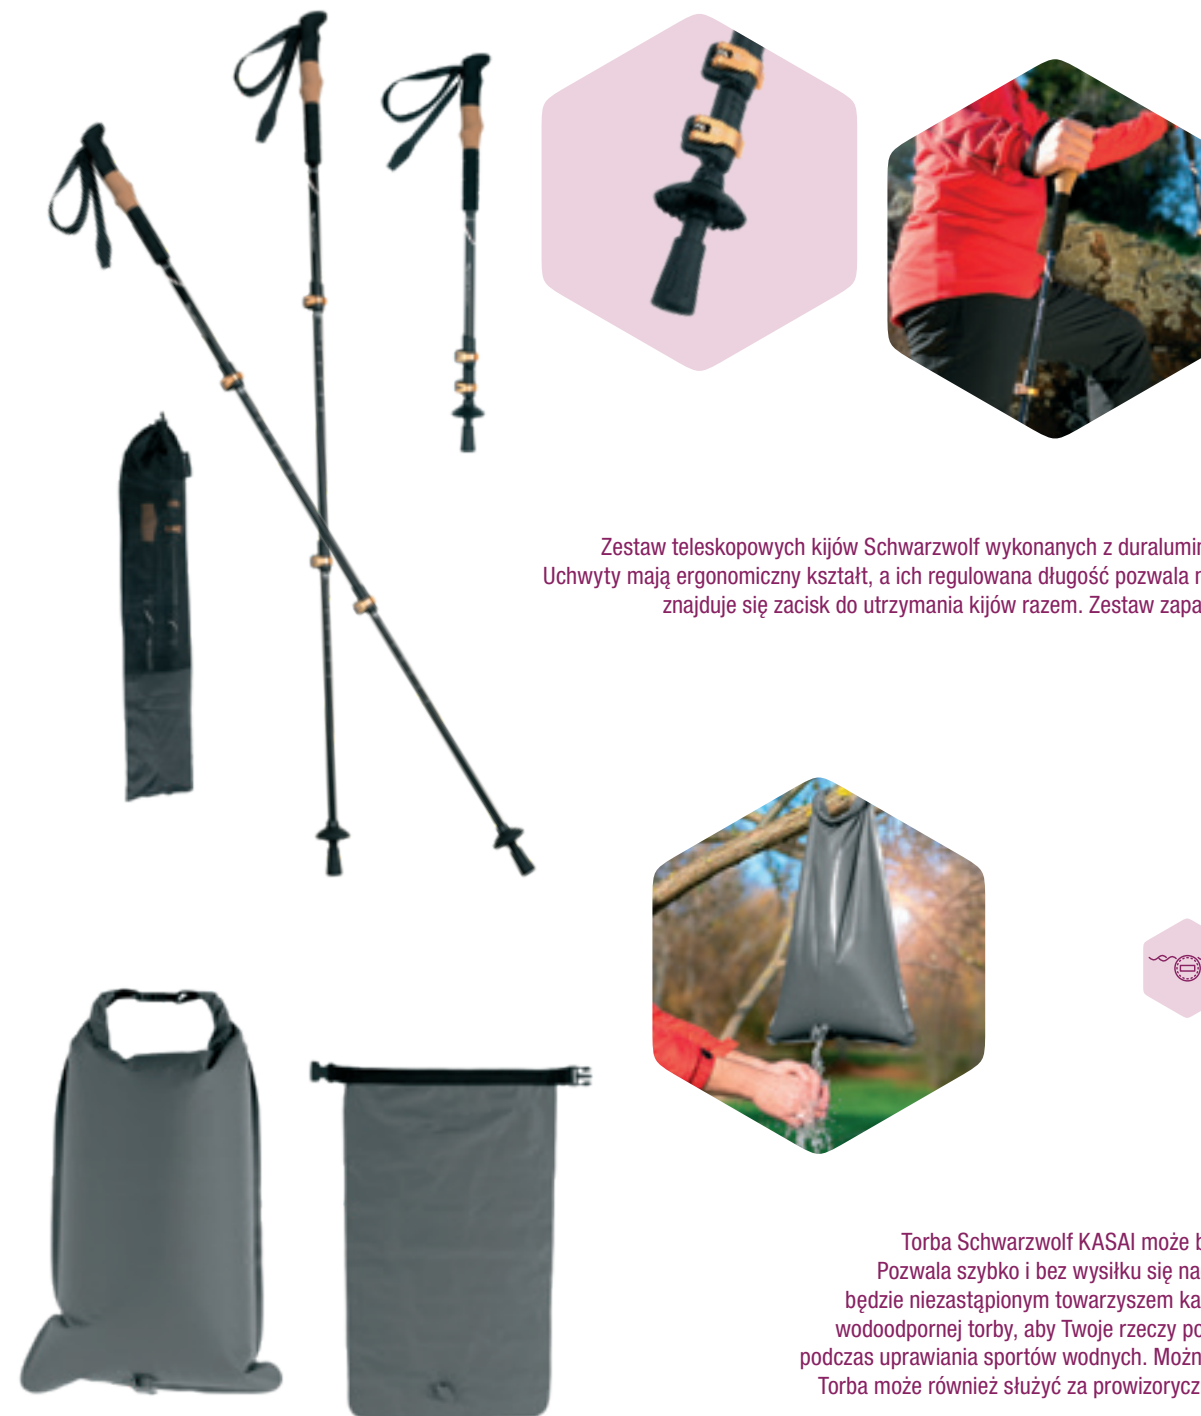 Zestaw teleskopowych kijów Schwarzwolf wykonanych z duralumin
Uchwyty mają ergonomiczny kształt, a ich regulowana długość pozwala
znajduje się zacisk do utrzymania kijów razem. Zestaw zapa
Torba Schwarzwolf KASAI może b
Pozwala szybko i bez wysiłku się na
będzie niezastąpionym towarzyszem ka
wodoodpornej torby, aby Twoje rzeczy po
podczas uprawiania sportów wodnych. Możn
Torba może również służyć za prowizorycz